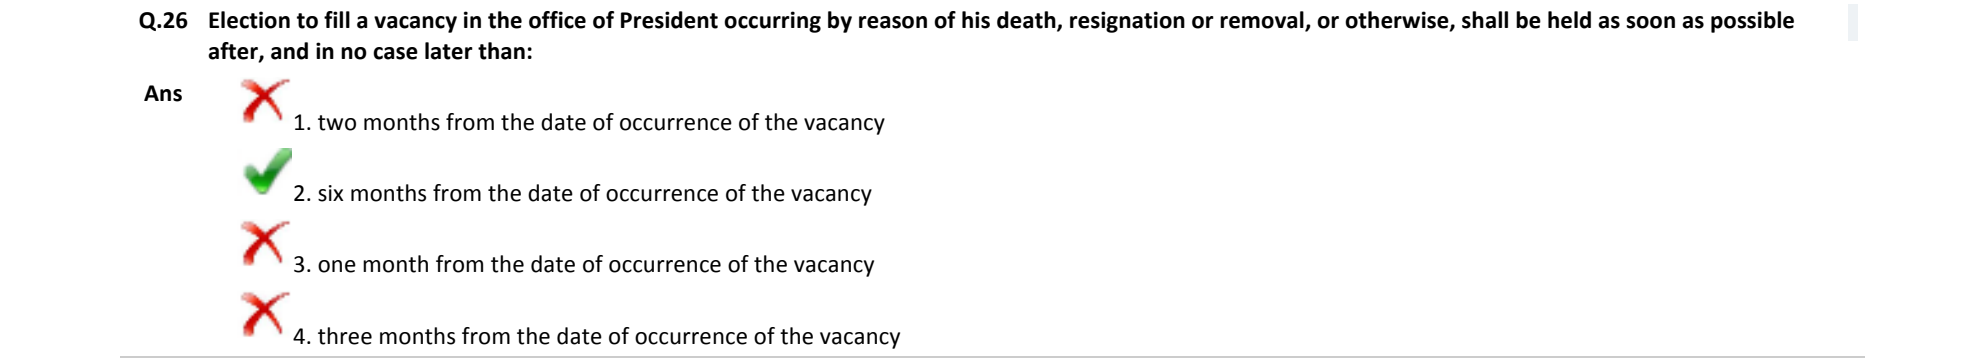 Q.26 Election to fill a vacancy in the office of President occurring by reason of his death, resignation or removal, or otherwise, shall be held as soon as possible
after, and in no case later than:
Ans
1. two months from the date of occurrence of the vacancy
2. six months from the date of occurrence of the vacancy
3. one month from the date of occurrence of the vacancy
4. three months from the date of occurrence of the vacancy